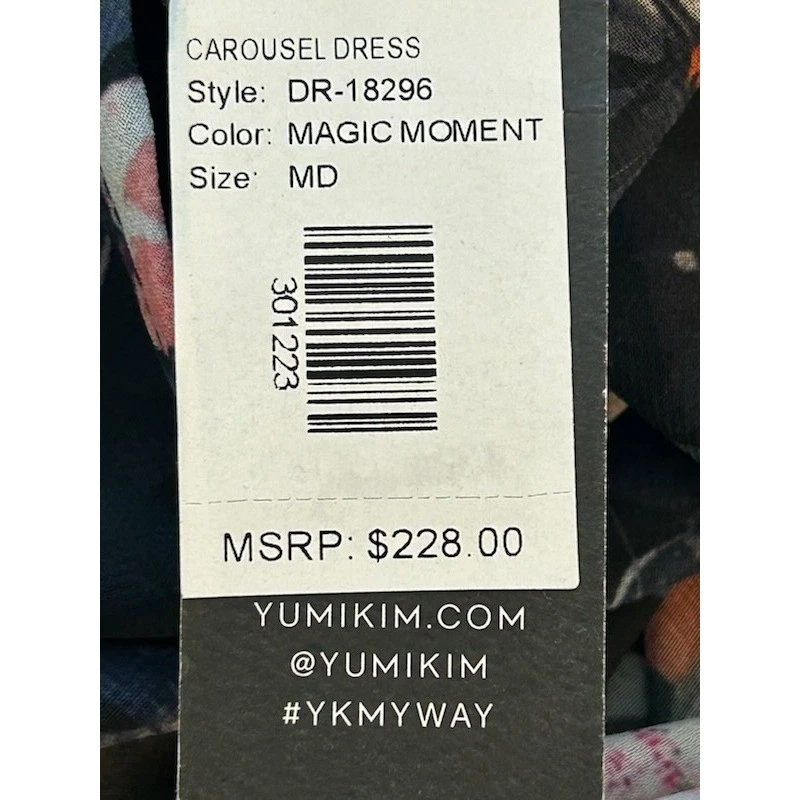 CAROUSEL DRESS
Style: DR-18296
Color: MAGIC MOMENT
Size: MD
301223
MSRP: $228.00
YUMIKIM.COM
@YUMIKIM
#YKMYWAY